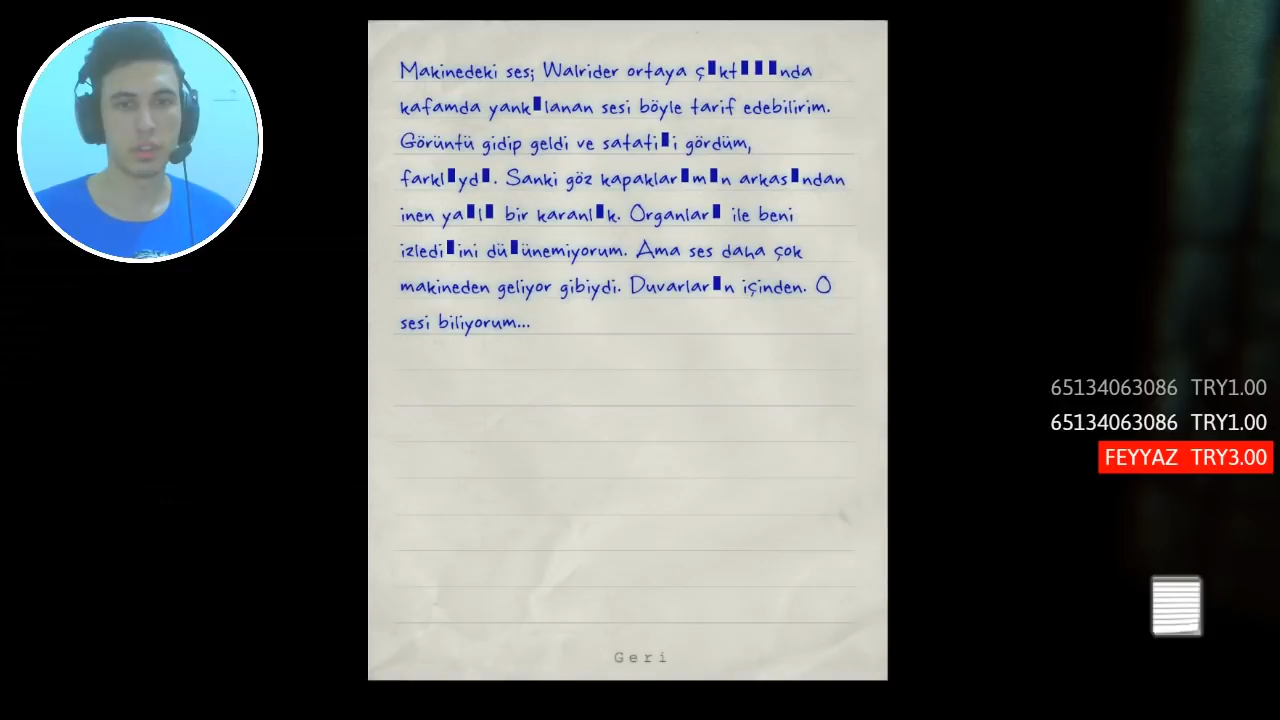 Makinedeki ses; Walrider ortaya ç▮kt▮▮▮nda
kafamda yank▮lanan sesi böyle tarif edebilirim.
Görüntü gidip geldi ve satati▮i gördüm,
farkl▮yd▮. Sanki göz kapaklar▮m▮n arkas▮ndan
inen ya▮l▮ bir karanl▮k. Organlar▮ ile beni
izledi▮ini dü▮ünemiyorum. Ama ses daha çok
makineden geliyor gibiydi. Duvarlar▮n içinden. O
sesi biliyorum...
65134063086 TRY1.00
65134063086 TRY1.00
FEYYAZ TRY3.00
Geri